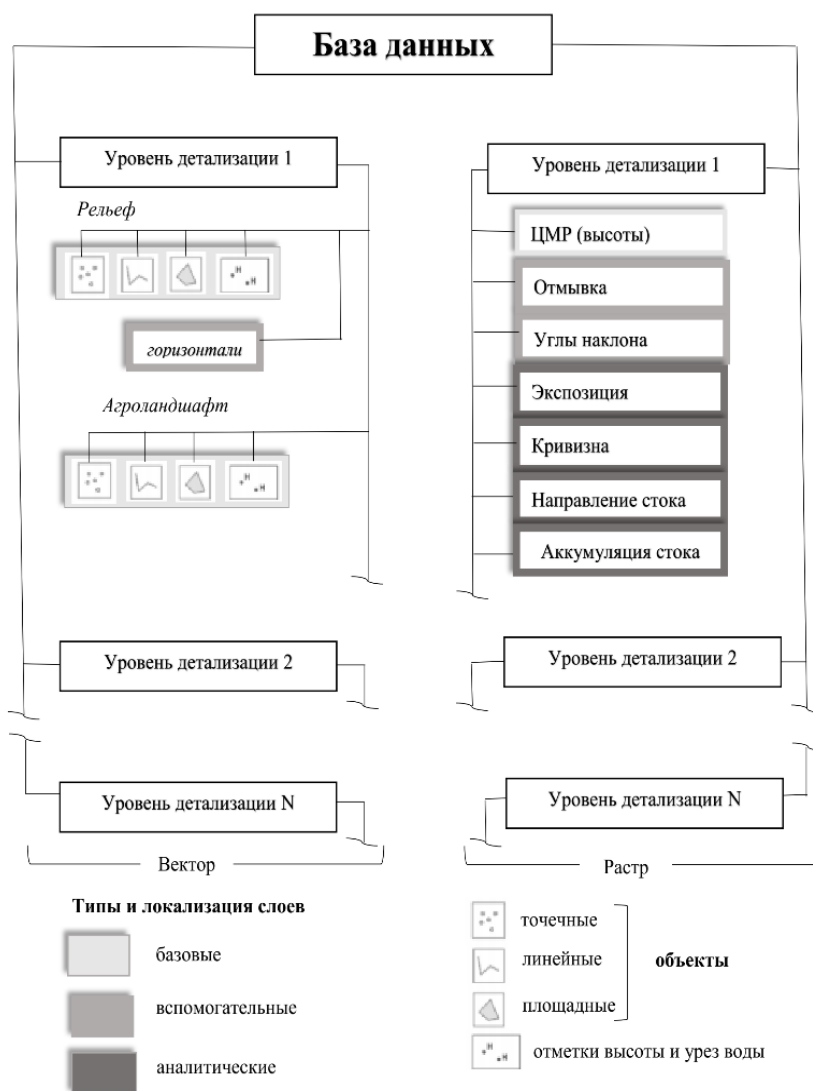 База данных
Уровень детализации 1
Рельеф
н
н
горизонтали
Агроландшафт
н
н
Уровень детализации 2
Уровень детализации N
Вектор
Уровень детализации 1
ЦМР (высоты)
Отмывка
Углы наклона
Экспозиция
Кривизна
Направление стока
Аккумуляция стока
Уровень детализации 2
Уровень детализации N
Растр
Типы и локализация слоев
базовые
вспомогательные
аналитические
точечные
линейные
площадные
объекты
н
н
отметки высоты и урез воды